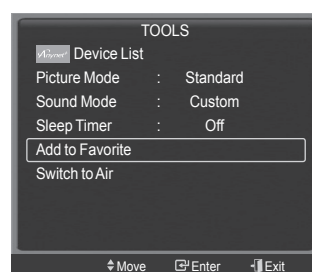 TOOLS
Anynet+ Device List
Picture Mode : Standard
Sound Mode : Custom
Sleep Timer : Off
Add to Favorite
Switch to Air
Move Enter Exit